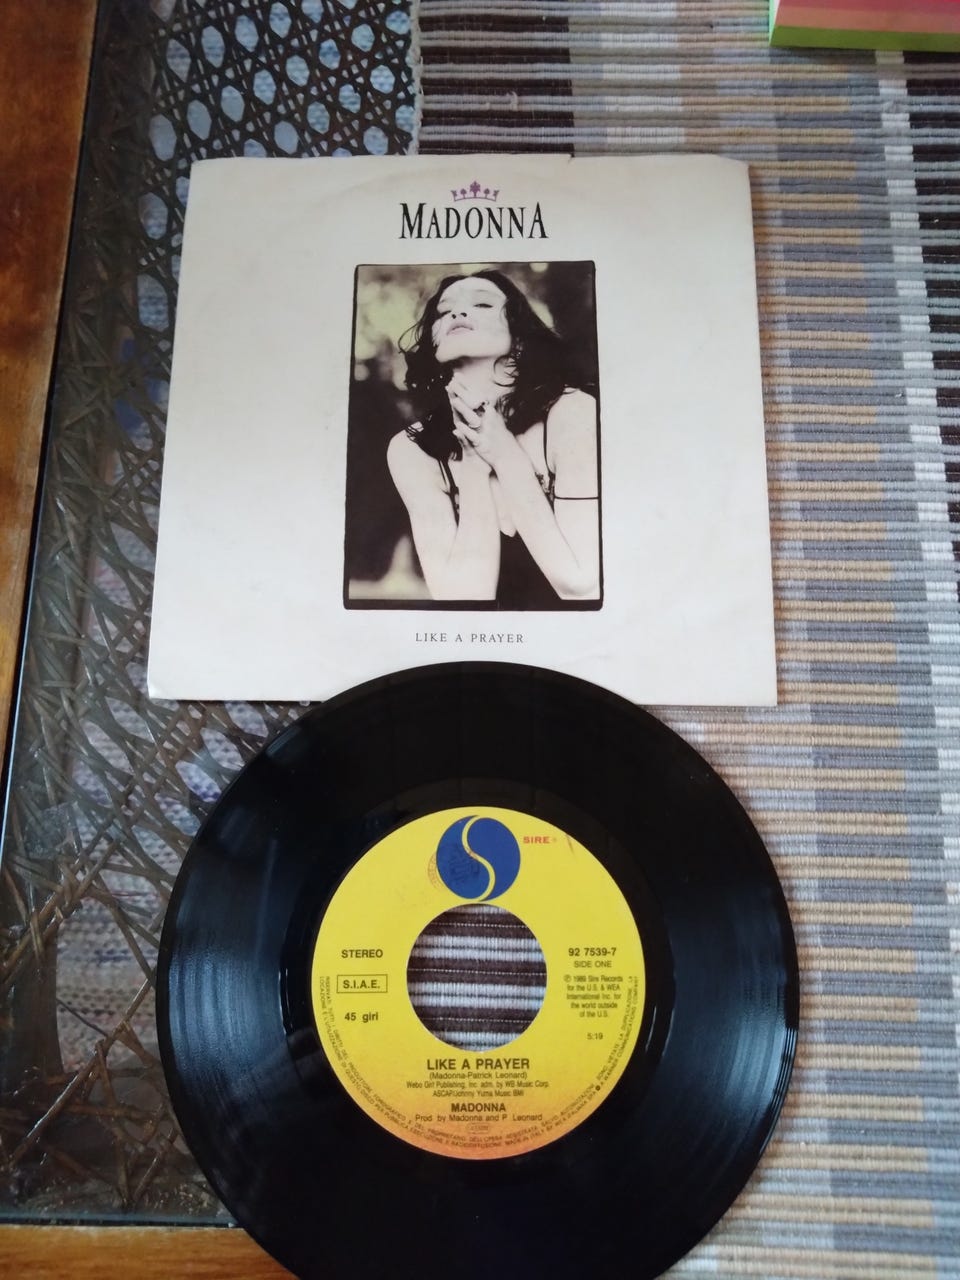 MADONNA
LIKE A PRAYER
SIRE
STEREO
92 7539-7
SIDE ONE
S.I.A.E.
℗ 1989 Sire Records
for the U.S. & WEA
International Inc. for
the world outside
of the U.S.
45 giri
5:19
LIKE A PRAYER
(Madonna-Patrick Leonard)
Webo Girl Publishing, Inc. adm. by WB Music Corp.
ASCAP/Johnny Yuma Music BMI
MADONNA
Prod. by Madonna and P. Leonard